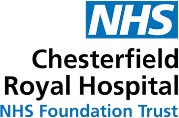 NHS
Chesterfield
Royal Hospital
NHS Foundation Trust